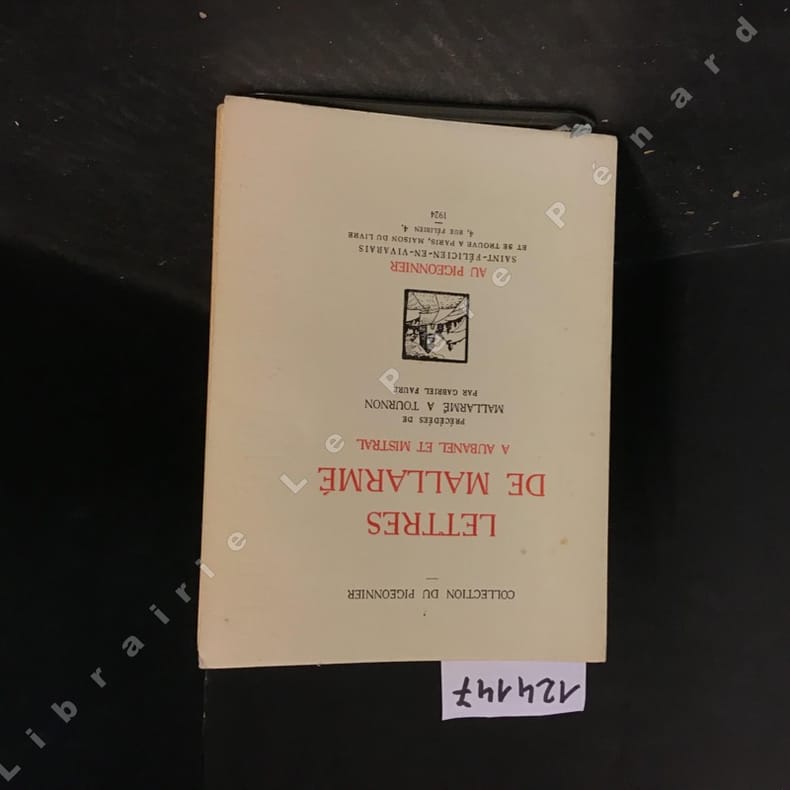 COLLECTION DU PIGEONNIER
LETTRES
DE MALLARMÉ
A AUBANEL ET MISTRAL
PRÉCÉDÉES DE
MALLARMÉ A TOURNON
PAR GABRIEL FAURE
AU PIGEONNIER
SAINT-FÉLICIEN-EN-VIVARAIS
ET SE TROUVE A PARIS, MAISON DU LIVRE
4, RUE FÉLIBIEN 4,
1924
124147
Librairie Le Père Pénard